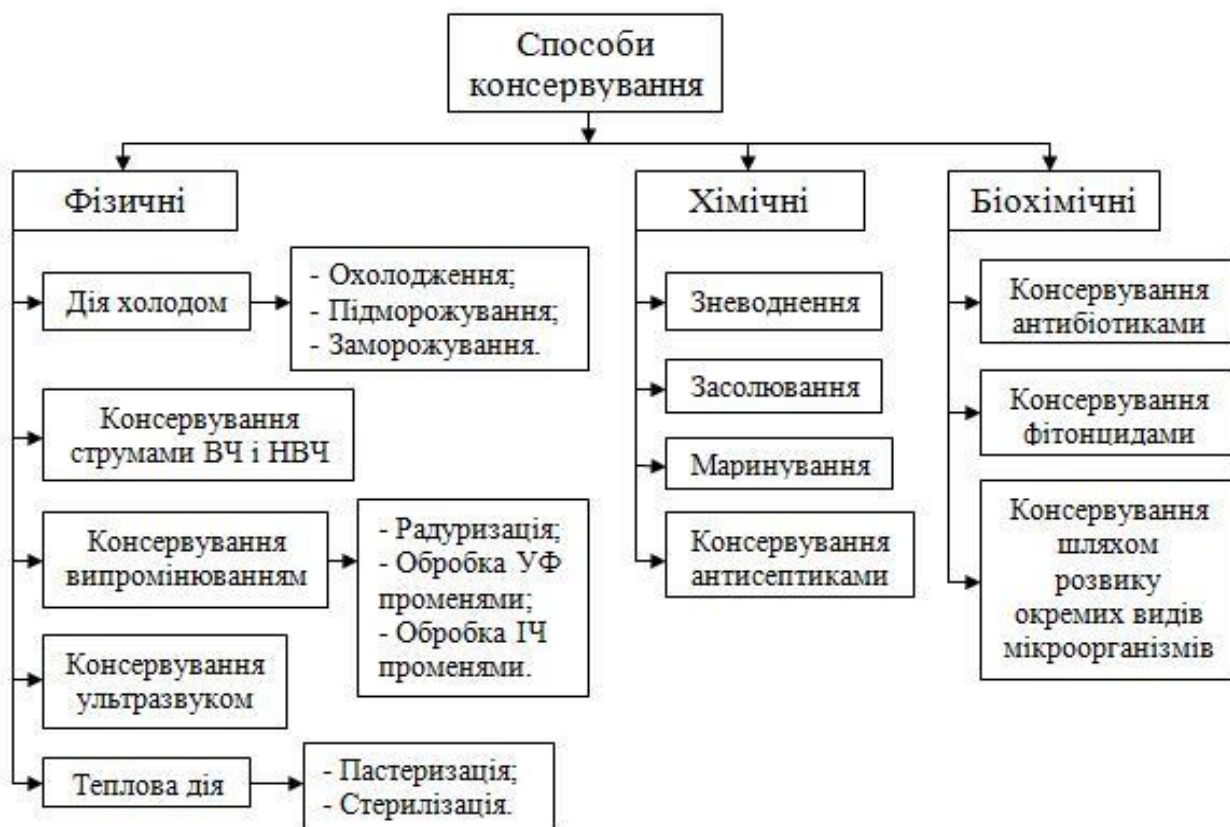 Способи
консервування
Фізичні
Дія холодом
- Охолодження;
- Підморожування;
- Заморожування.
Консервування
струмами ВЧ і НВЧ
Консервування
випромінюванням
- Радуризація;
- Обробка УФ
променями;
- Обробка ІЧ
променями.
Консервування
ультразвуком
Теплова дія
- Пастеризація;
- Стерилізація.
Хімічні
Зневоднення
Засолювання
Маринування
Консервування
антисептиками
Біохімічні
Консервування
антибіотиками
Консервування
фітонцидами
Консервування
шляхом
розвику
окремих видів
мікроорганізмів